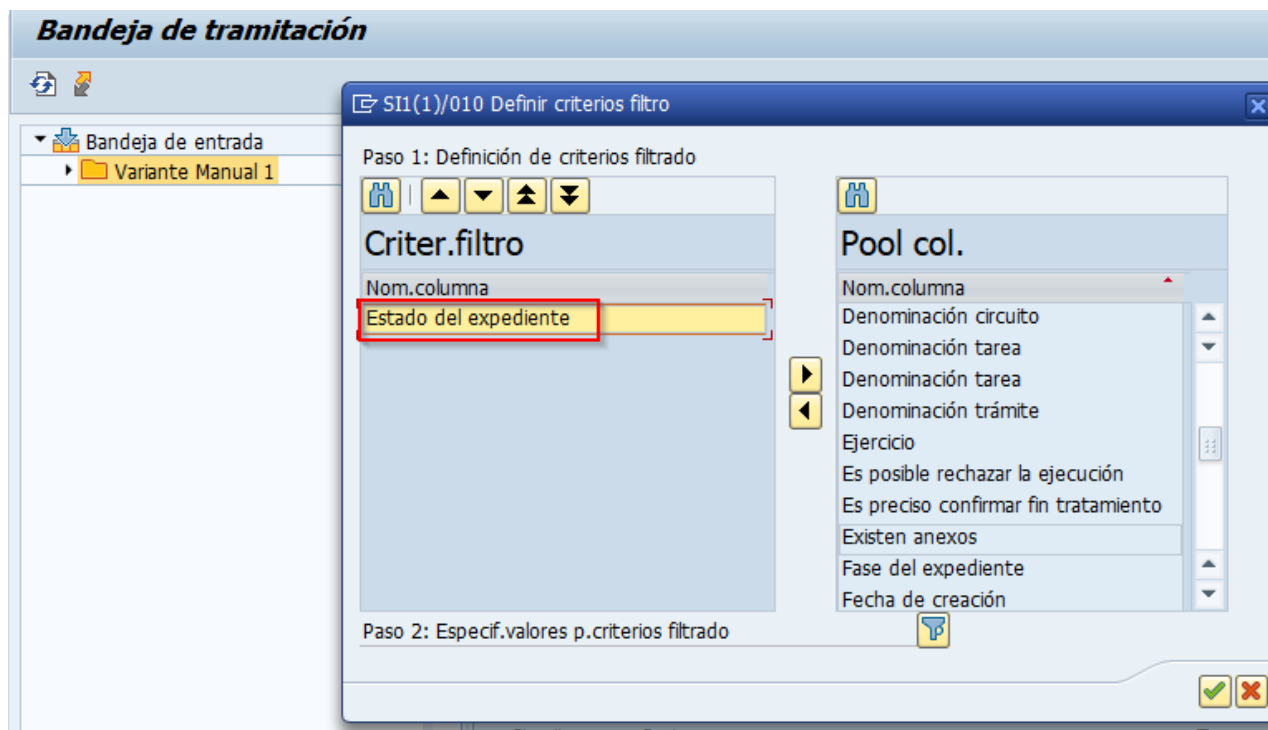 Bandeja de tramitación
SI1(1)/010 Definir criterios filtro
Bandeja de entrada
Variante Manual 1
Paso 1: Definición de criterios filtrado
Criter.filtro
Nom.columna
Estado del expediente
Pool col.
Nom.columna
Denominación circuito
Denominación tarea
Denominación tarea
Denominación trámite
Ejercicio
Es posible rechazar la ejecución
Es preciso confirmar fin tratamiento
Existen anexos
Fase del expediente
Fecha de creación
Paso 2: Especif.valores p.criterios filtrado